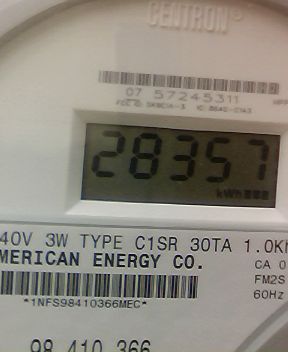 CENTRON®
07 57245311
28357
kWh
40V 3W TYPE C1SR 30TA 1.0K
MERICAN ENERGY CO.
CA 0
FM2S
60Hz
*1NFS98410366MEC*
98 410 366